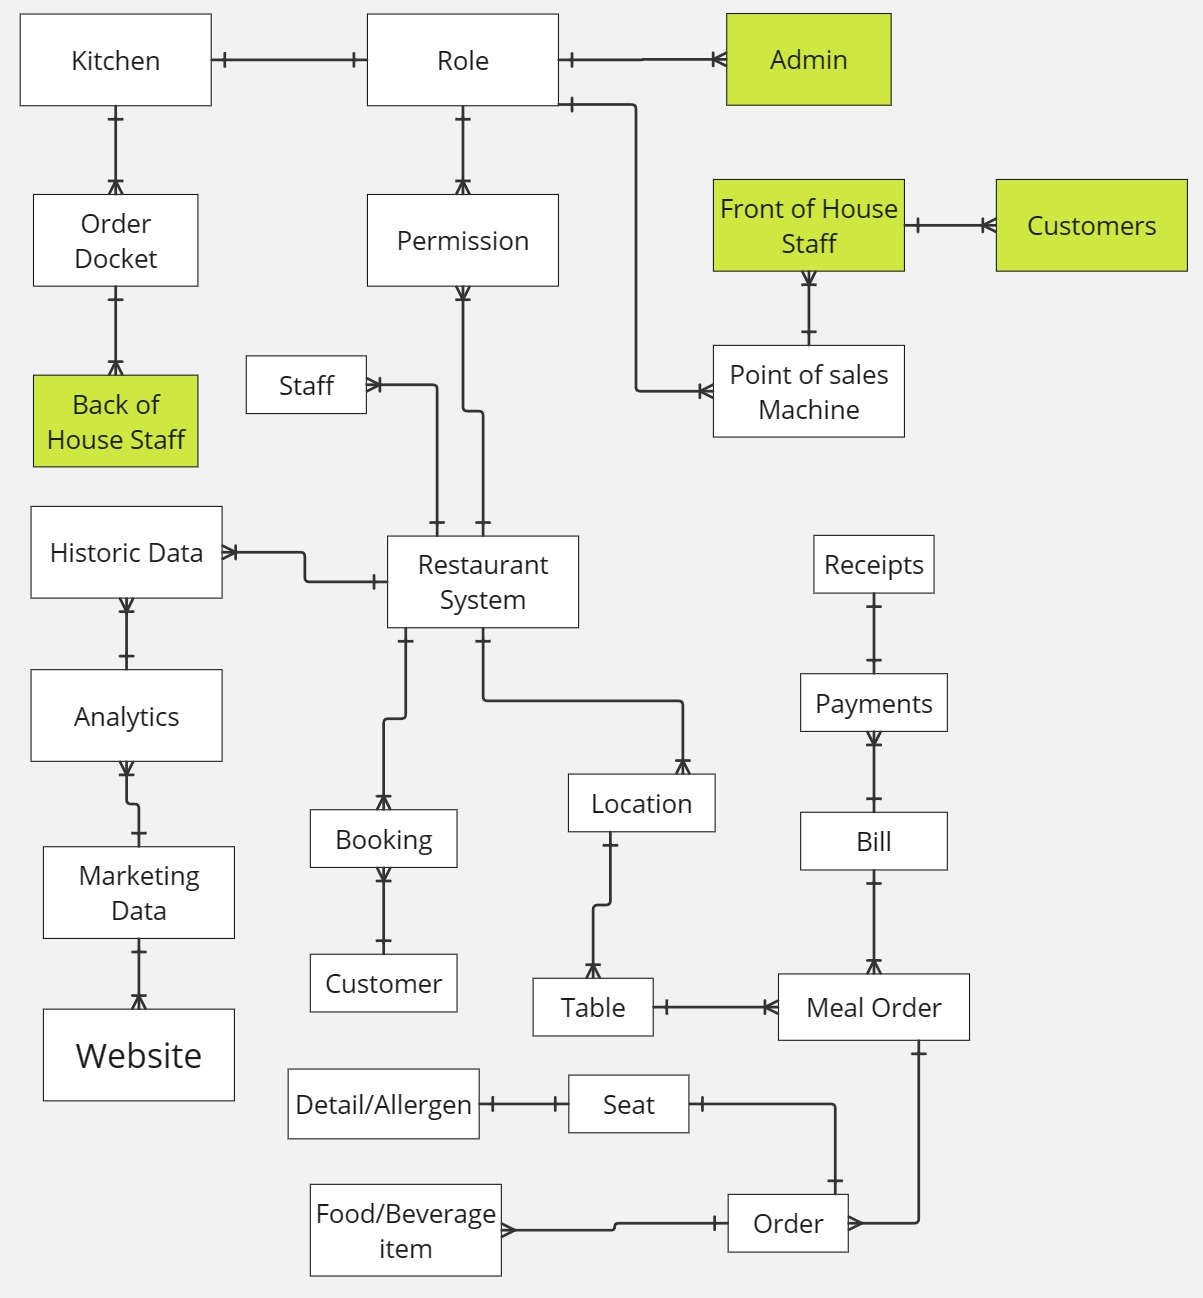 Kitchen
Role
Admin
Order
Docket
Permission
Front of House
Staff
Customers
Back of
House Staff
Staff
Point of sales
Machine
Historic Data
Restaurant
System
Receipts
Analytics
Payments
Location
Booking
Bill
Marketing
Data
Customer
Table
Meal Order
Website
Detail/Allergen
Seat
Food/Beverage
item
Order